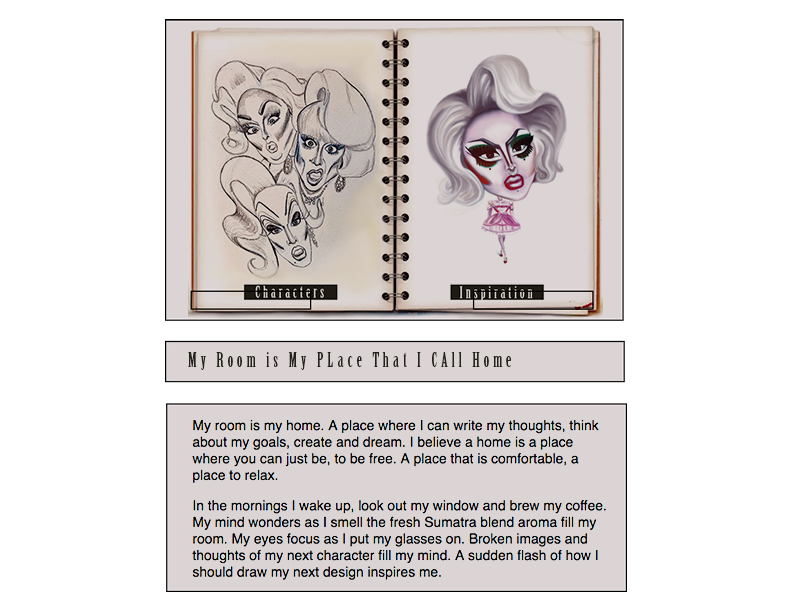 Characters
Inspiration
My Room is My PLace That I CAll Home
My room is my home. A place where I can write my thoughts, think
about my goals, create and dream. I believe a home is a place
where you can just be, to be free. A place that is comfortable, a
place to relax.
In the mornings I wake up, look out my window and brew my coffee.
My mind wonders as I smell the fresh Sumatra blend aroma fill my
room. My eyes focus as I put my glasses on. Broken images and
thoughts of my next character fill my mind. A sudden flash of how I
should draw my next design inspires me.